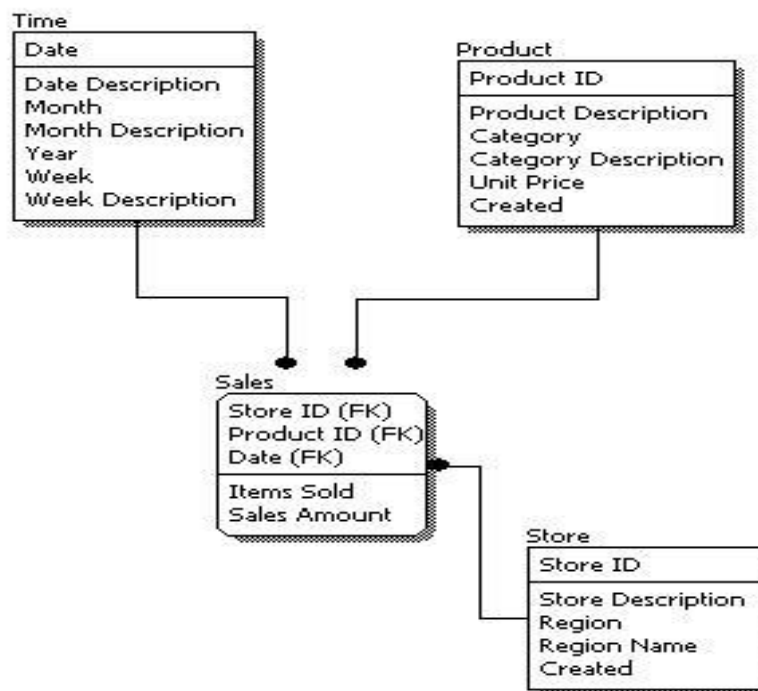 Time
Date
Date Description
Month
Month Description
Year
Week
Week Description
Product
Product ID
Product Description
Category
Category Description
Unit Price
Created
Sales
Store ID (FK)
Product ID (FK)
Date (FK)
Items Sold
Sales Amount
Store
Store ID
Store Description
Region
Region Name
Created